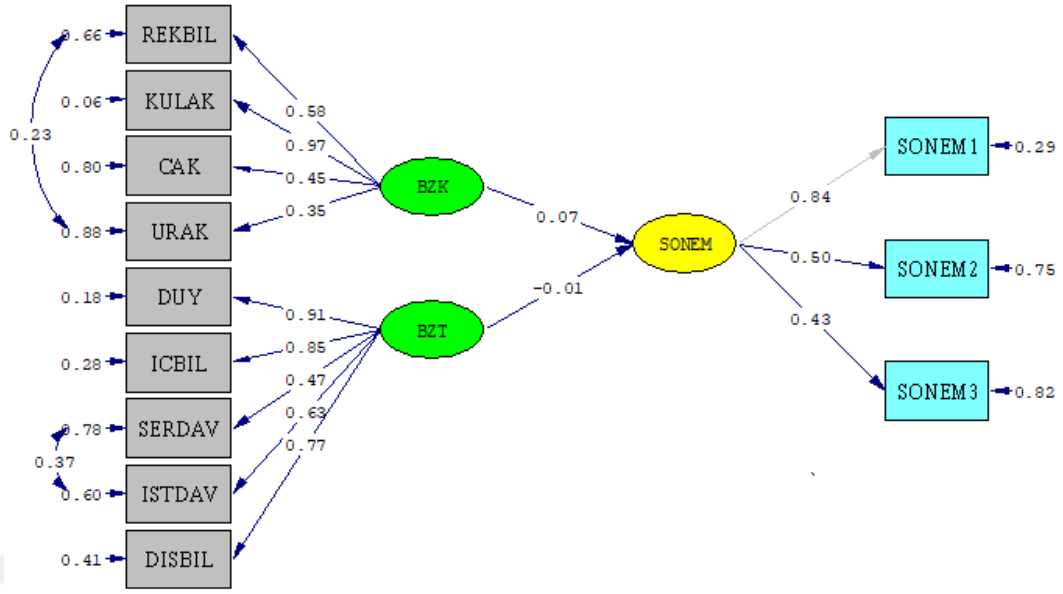 0.66 REKBIL
0.06 KULAK
0.23
0.80 CAK
0.88 URAK
0.18 DUY
0.28 ICBIL
0.78 SERDAV
0.37
0.60 ISTDAV
0.41 DISBIL
0.58
0.97
0.45
0.35
BZK
0.91
0.85
0.47
0.63
0.77
BZT
0.07
-0.01
SONEM
0.84
0.50
0.43
SONEM1 0.29
SONEM2 0.75
SONEM3 0.82